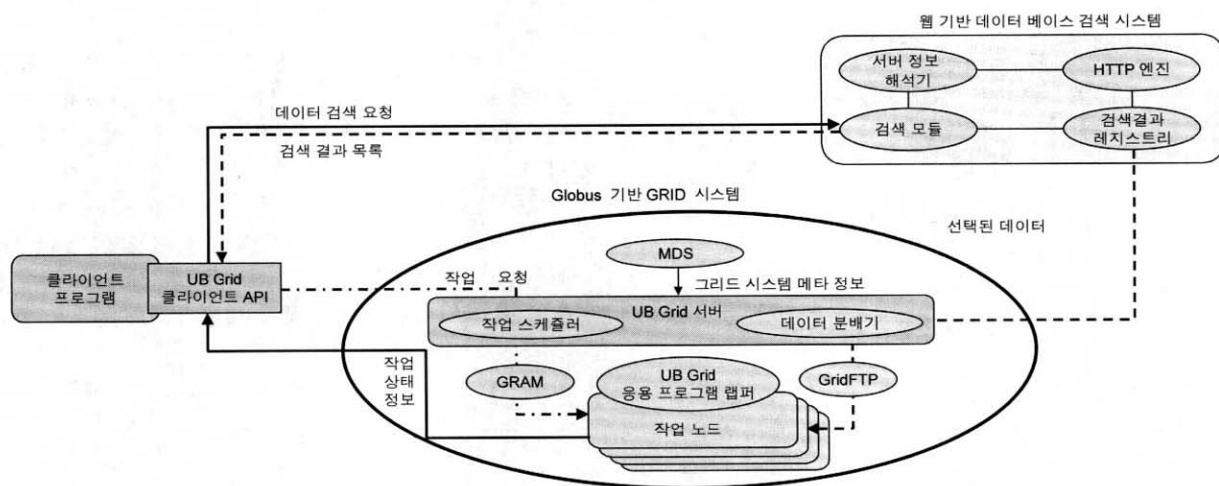 웹 기반 데이터 베이스 검색 시스템
서버 정보
해석기
HTTP 엔진
데이터 검색 요청
검색 모듈
검색결과
레지스트리
검색 결과 목록
Globus 기반 GRID 시스템
선택된 데이터
MDS
클라이언트
프로그램
UB Grid
클라이언트 API
작업 요청
그리드 시스템 메타 정보
UB Grid 서버
작업 스케쥴러
데이터 분배기
작업
상태
정보
GRAM
UB Grid
응용 프로그램 랩퍼
GridFTP
작업 노드